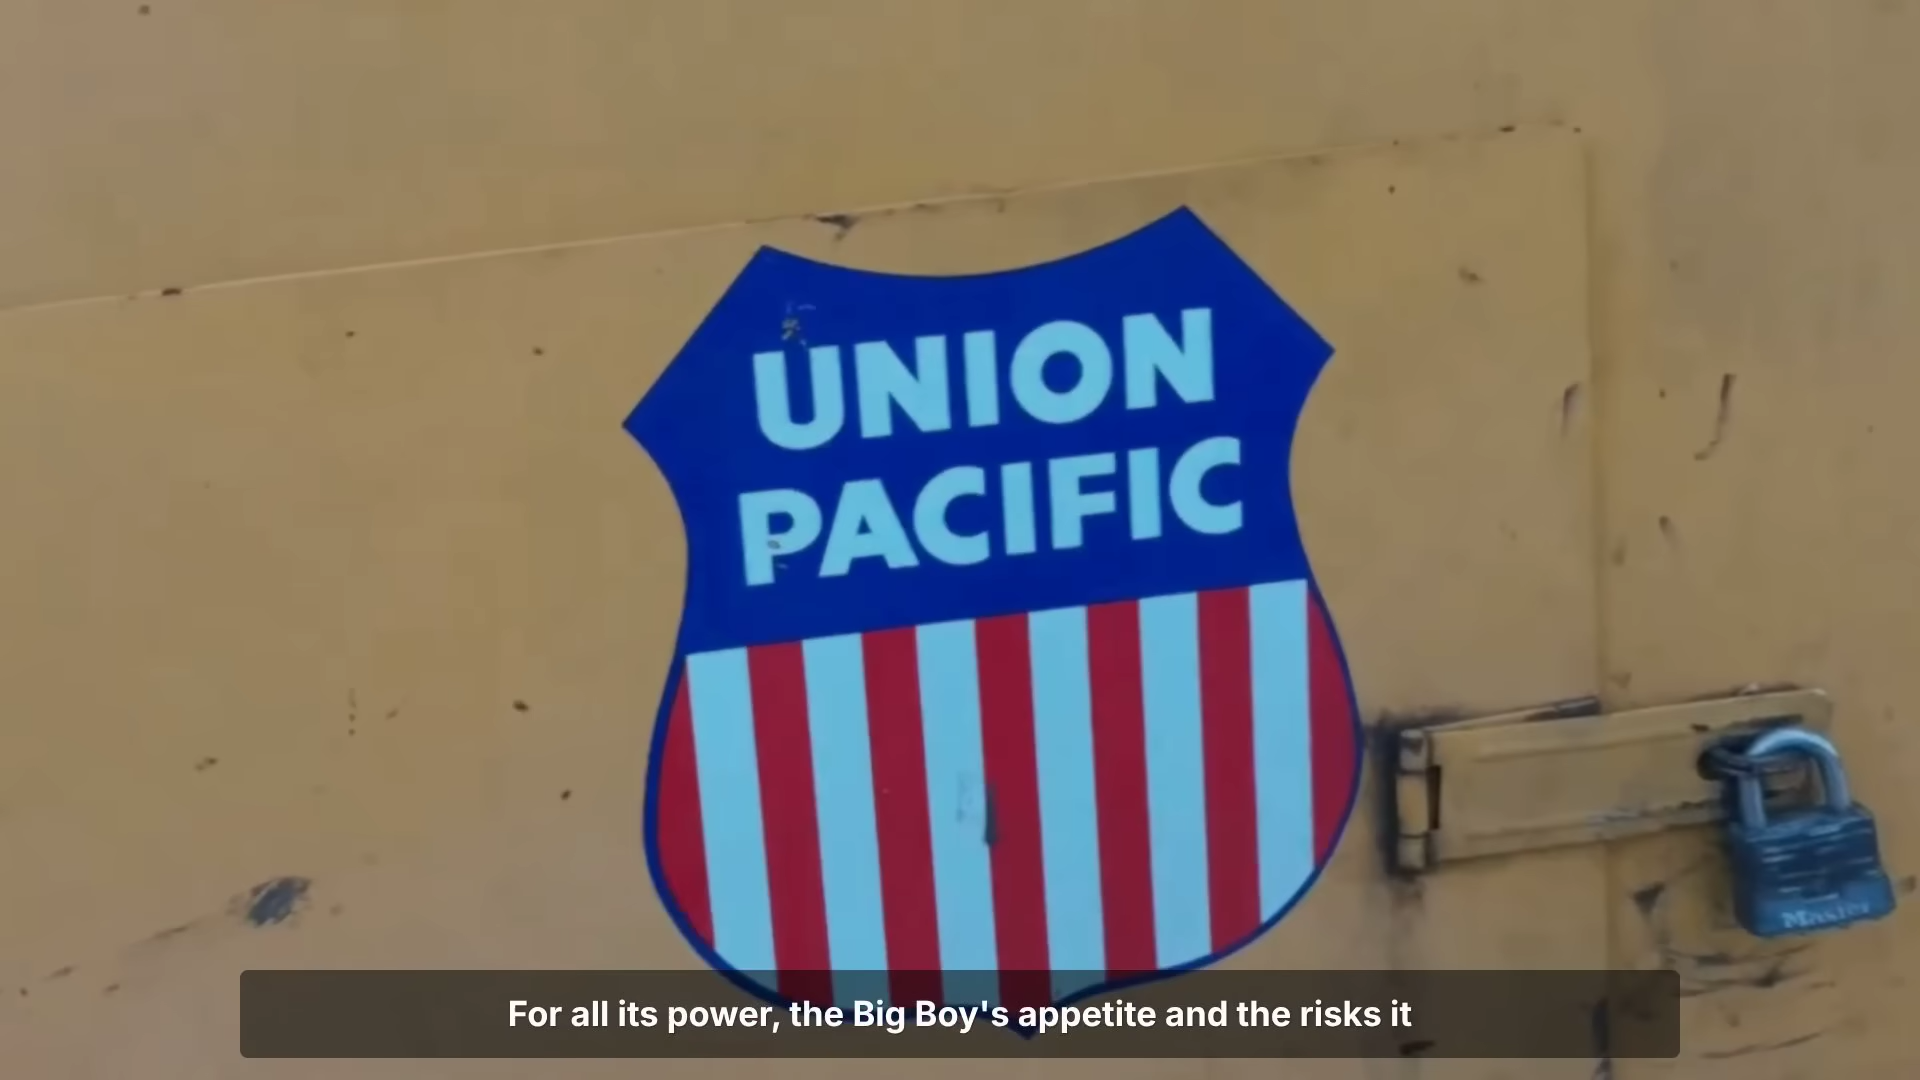 UNION
PACIFIC
Master
For all its power, the Big Boy's appetite and the risks it